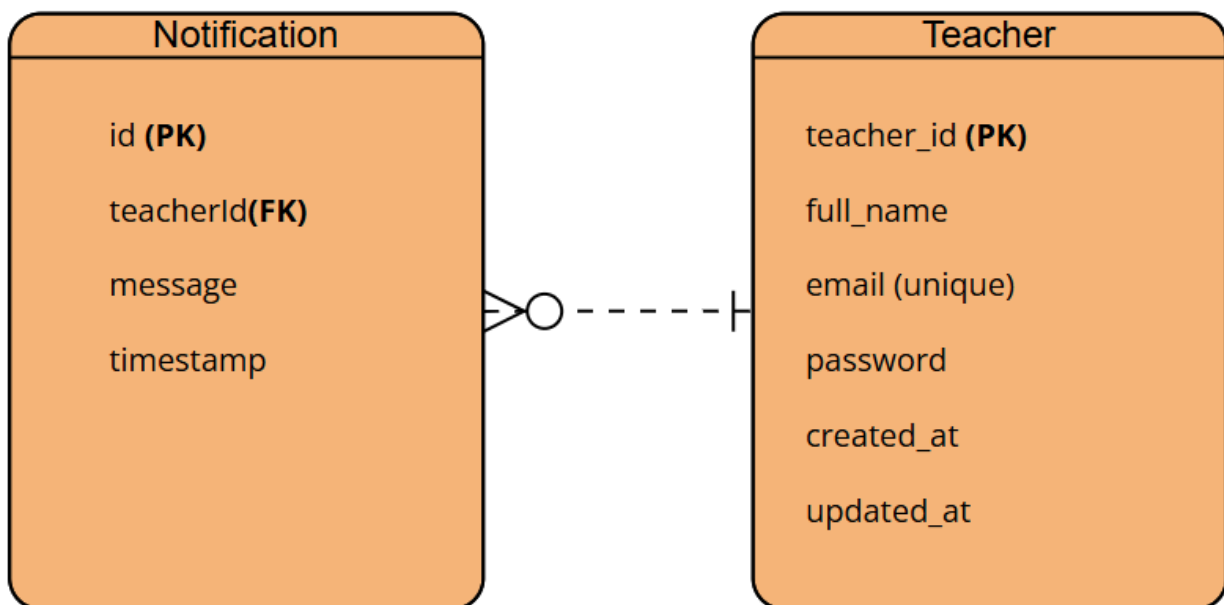 Notification
id (PK)
teacherId(FK)
message
timestamp
Teacher
teacher_id (PK)
full_name
email (unique)
password
created_at
updated_at